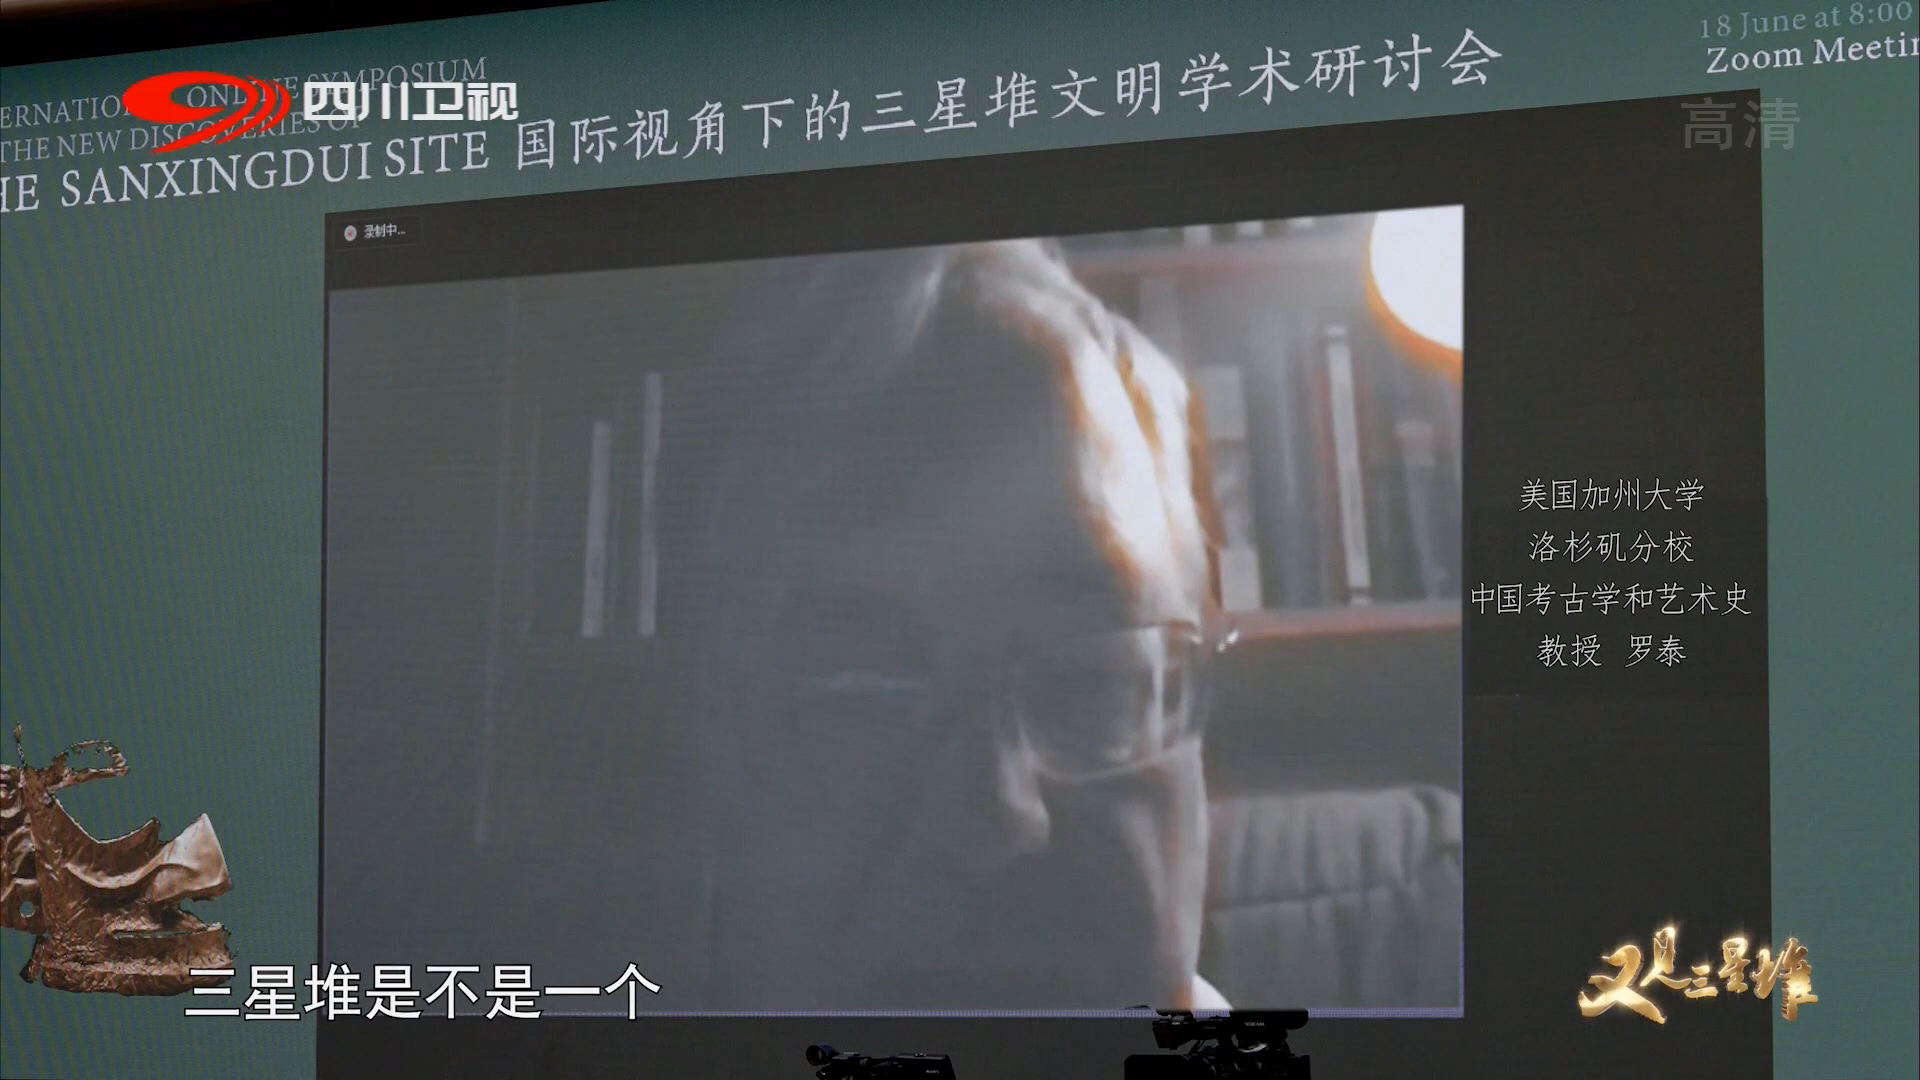 ERNATIO
ONLINE SYMPOSIUM
THE NEW DISCOVERIES OF
HE SANXINGDUI SITE
国际视角下的三星堆文明学术研讨会
18 June at 8:00
Zoom Meetin
四川卫视
高清
录制中...
美国加州大学
洛杉矶分校
中国考古学和艺术史
教授 罗泰
又见三星堆
三星堆是不是一个